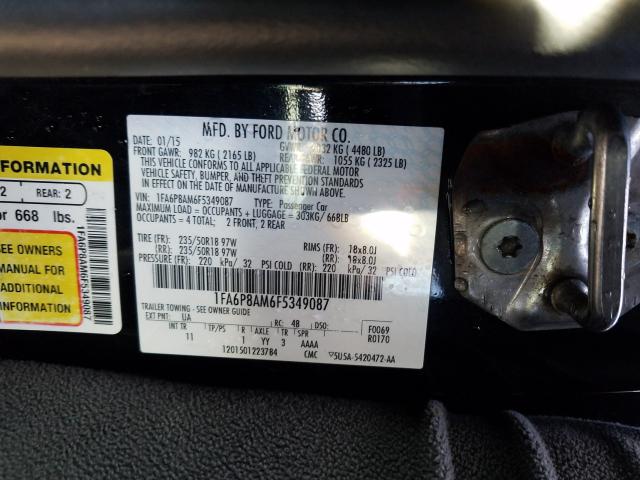 MFD. BY FORD MOTOR CO.
DATE: 01/15
FRONT GAWR: 982 KG (2165 LB)
KG (4480 LB)
1055 KG (2325 LB)
THIS VEHICLE CONFORMS TO ALL APPLICABLE FEDERAL MOTOR
VEHICLE SAFETY, BUMPER, AND THEFT PREVENTION STANDARDS
IN EFFECT ON THE DATE OF MANUFACTURE SHOWN ABOVE.
VIN: 1FA6P8AM6F5349087
TYPE: Passenger Car
MAXIMUM LOAD = OCCUPANTS + LUGGAGE = 303KG/668LB
OCCUPANTS = 4 TOTAL; 2 FRONT, 2 REAR
TIRE (FR): 235/50R18 97W
RIMS (FR): 18x8.0J
(RR): 235/50R18 97W
(RR): 18x8.0J
PRESSURE (FR): 220 kPa/ 32 PSI COLD (RR): 220 kPa/ 32 PSI COLD
1FA6P8AM6F5349087
TRAILER TOWING - SEE OWNER GUIDE
EXT PNT: UA RC: 4B DSO: F0069
INT TR TP/PS R AXLE TR SPR R0170
11 1 YY 3 AAAA
1201501223784 CMC 5U5A-5420472-AA
FORMATION
2 REAR: 2
or 668 lbs.
SEE OWNERS
MANUAL FOR
ADDITIONAL
INFORMATION
1FA6P8AM6F5349087